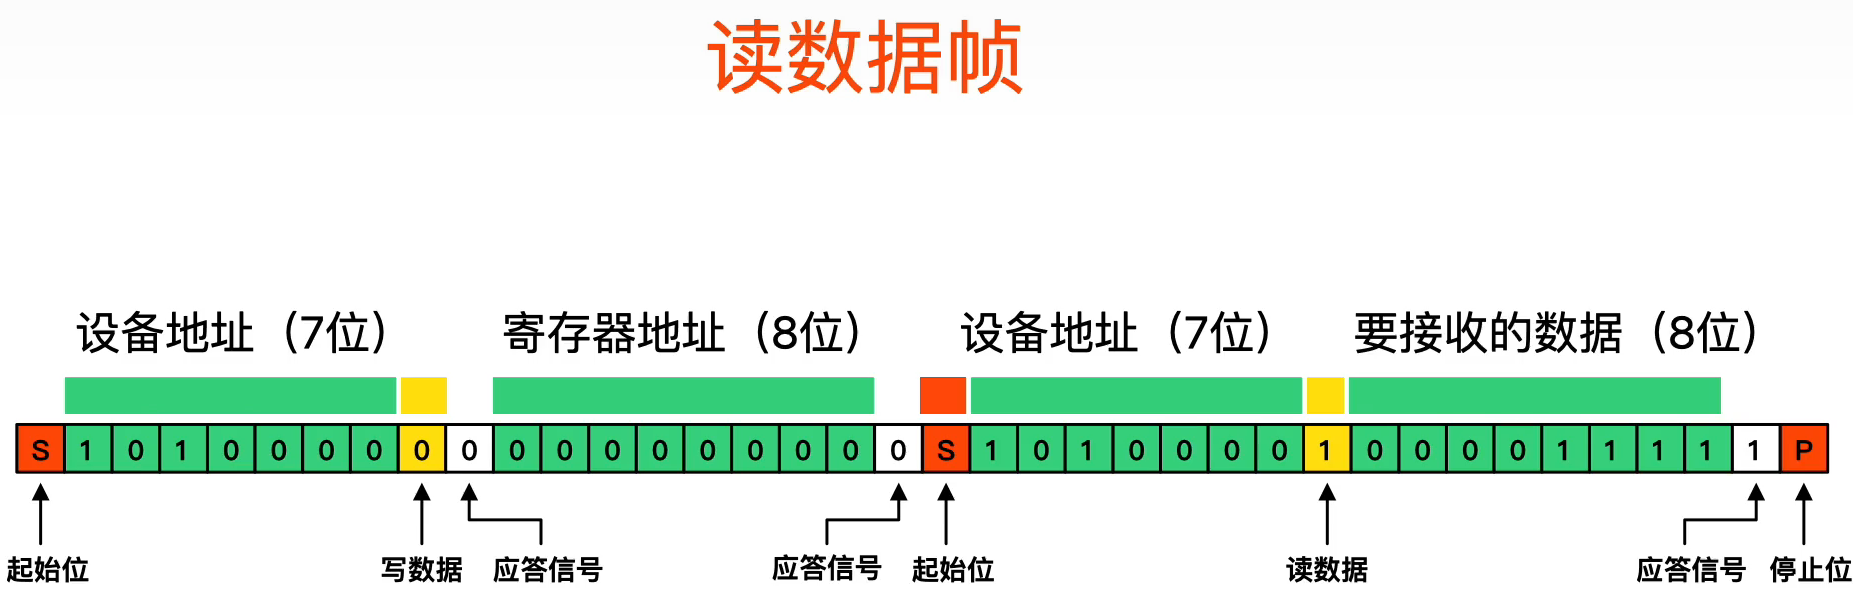 读数据帧
设备地址（7位） 寄存器地址（8位） 设备地址（7位） 要接收的数据（8位）
S 1 0 1 0 0 0 0 0 0 0 0 0 0 0 0 0 0 0 S 1 0 1 0 0 0 0 1 0 0 0 0 1 1 1 1 1 P
起始位 写数据 应答信号 应答信号 起始位 读数据 应答信号 停止位